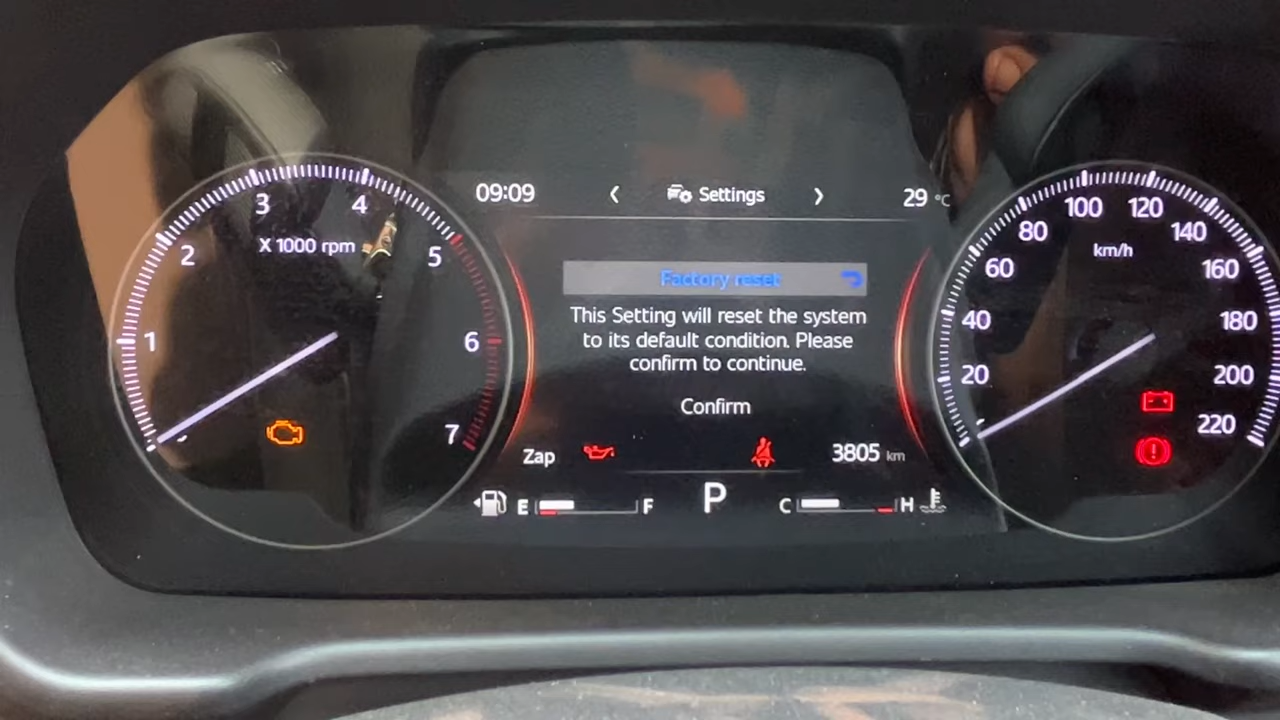 09:09 < Settings > 29 °C
Factory reset
This Setting will reset the system
to its default condition. Please
confirm to continue.
Confirm
Zap 3805 km
E F P C H
1 2 3 4 5 6 7
X 1000 rpm
20 40 60 80 100 120 140 160 180 200 220
km/h